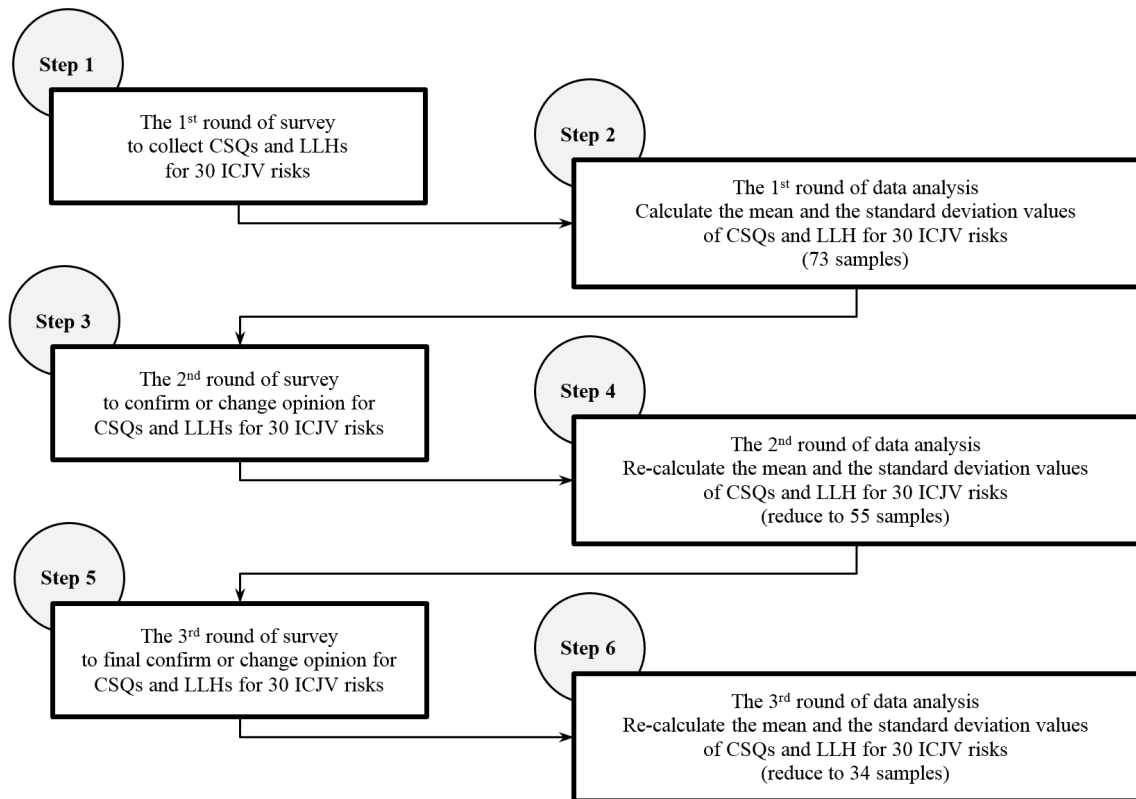 Step 1
The 1st round of survey
to collect CSQs and LLHs
for 30 ICJV risks
Step 2
The 1st round of data analysis
Calculate the mean and the standard deviation values
of CSQs and LLH for 30 ICJV risks
(73 samples)
Step 3
The 2nd round of survey
to confirm or change opinion for
CSQs and LLHs for 30 ICJV risks
Step 4
The 2nd round of data analysis
Re-calculate the mean and the standard deviation values
of CSQs and LLH for 30 ICJV risks
(reduce to 55 samples)
Step 5
The 3rd round of survey
to final confirm or change opinion for
CSQs and LLHs for 30 ICJV risks
Step 6
The 3rd round of data analysis
Re-calculate the mean and the standard deviation values
of CSQs and LLH for 30 ICJV risks
(reduce to 34 samples)